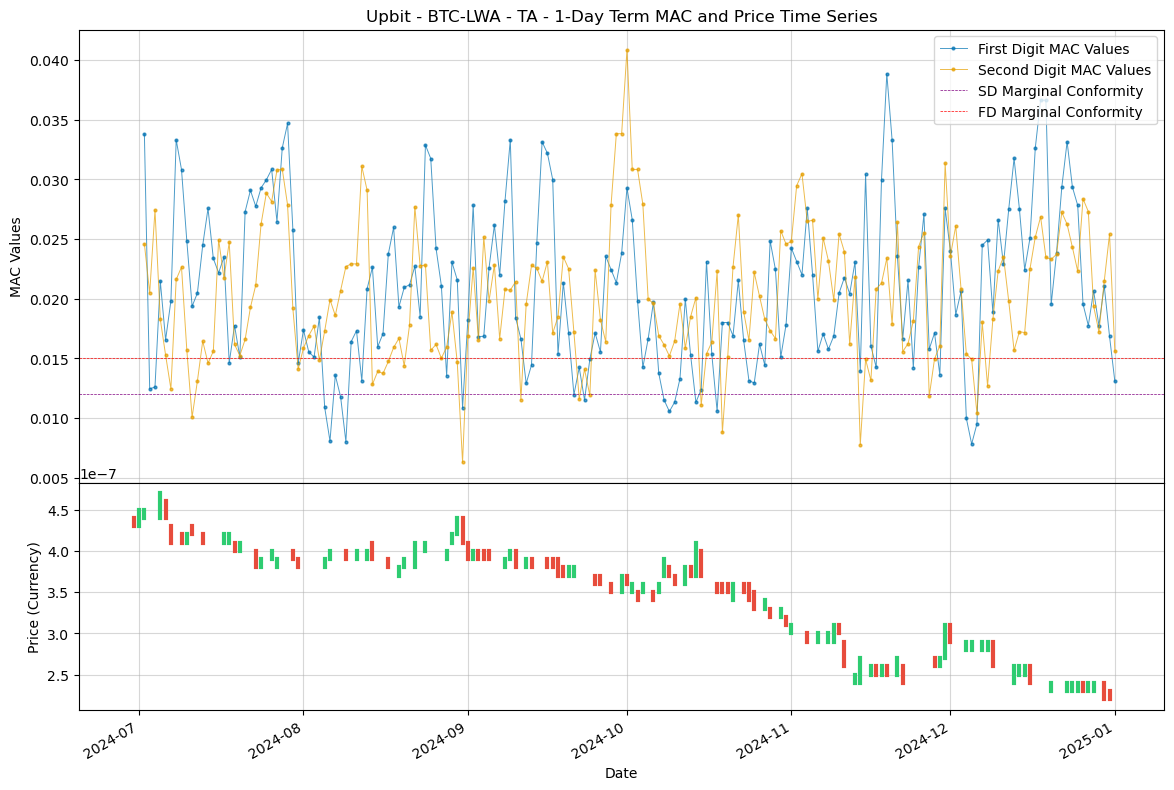 Upbit - BTC-LWA - TA - 1-Day Term MAC and Price Time Series
First Digit MAC Values
Second Digit MAC Values
SD Marginal Conformity
FD Marginal Conformity
MAC Values
0.040
0.035
0.030
0.025
0.020
0.015
0.010
0.005
1e−7
Price (Currency)
4.5
4.0
3.5
3.0
2.5
2024-07
2024-08
2024-09
2024-10
2024-11
2024-12
2025-01
Date